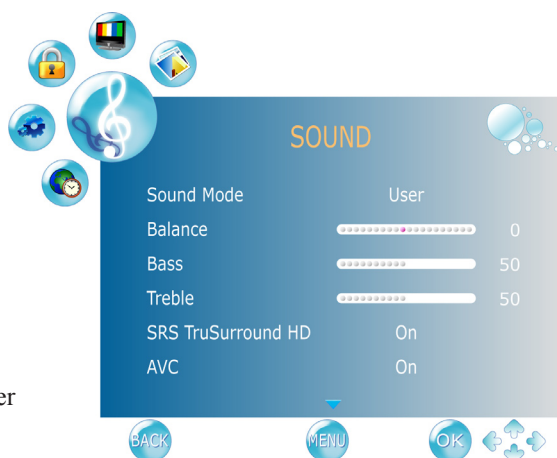 SOUND
Sound Mode User
Balance 0
Bass 50
Treble 50
SRS TruSurround HD On
AVC On
er
BACK MENU OK